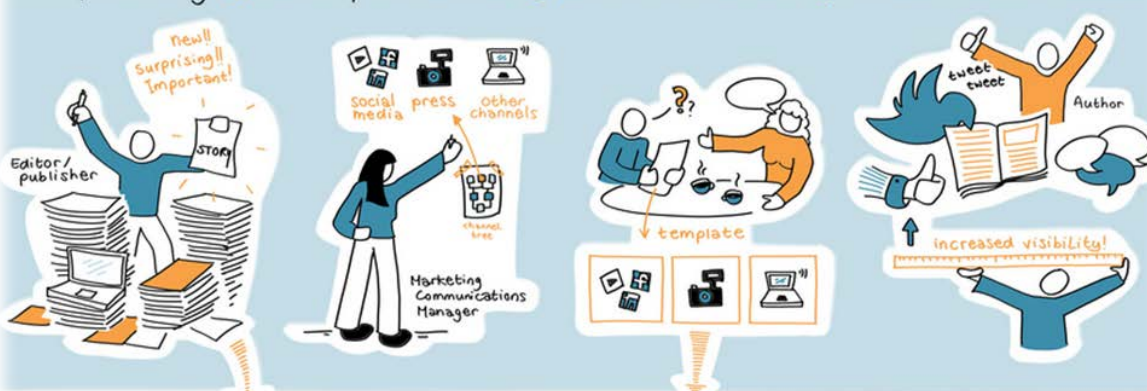 new!!
Surprising!!
Important!
STORY
Editor/
publisher
social
media
press
other
channels
channel
tree
Marketing
Communications
Manager
??
template
tweet
tweet
Author
increased visibility!